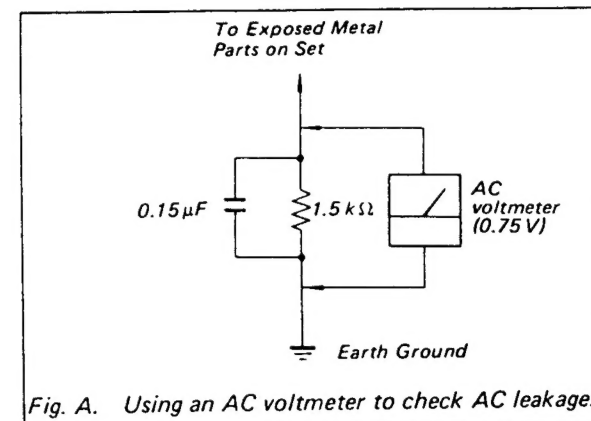 To Exposed Metal
Parts on Set
0.15μF
1.5 kΩ
AC
voltmeter
(0.75 V)
Earth Ground
Fig. A. Using an AC voltmeter to check AC leakage.